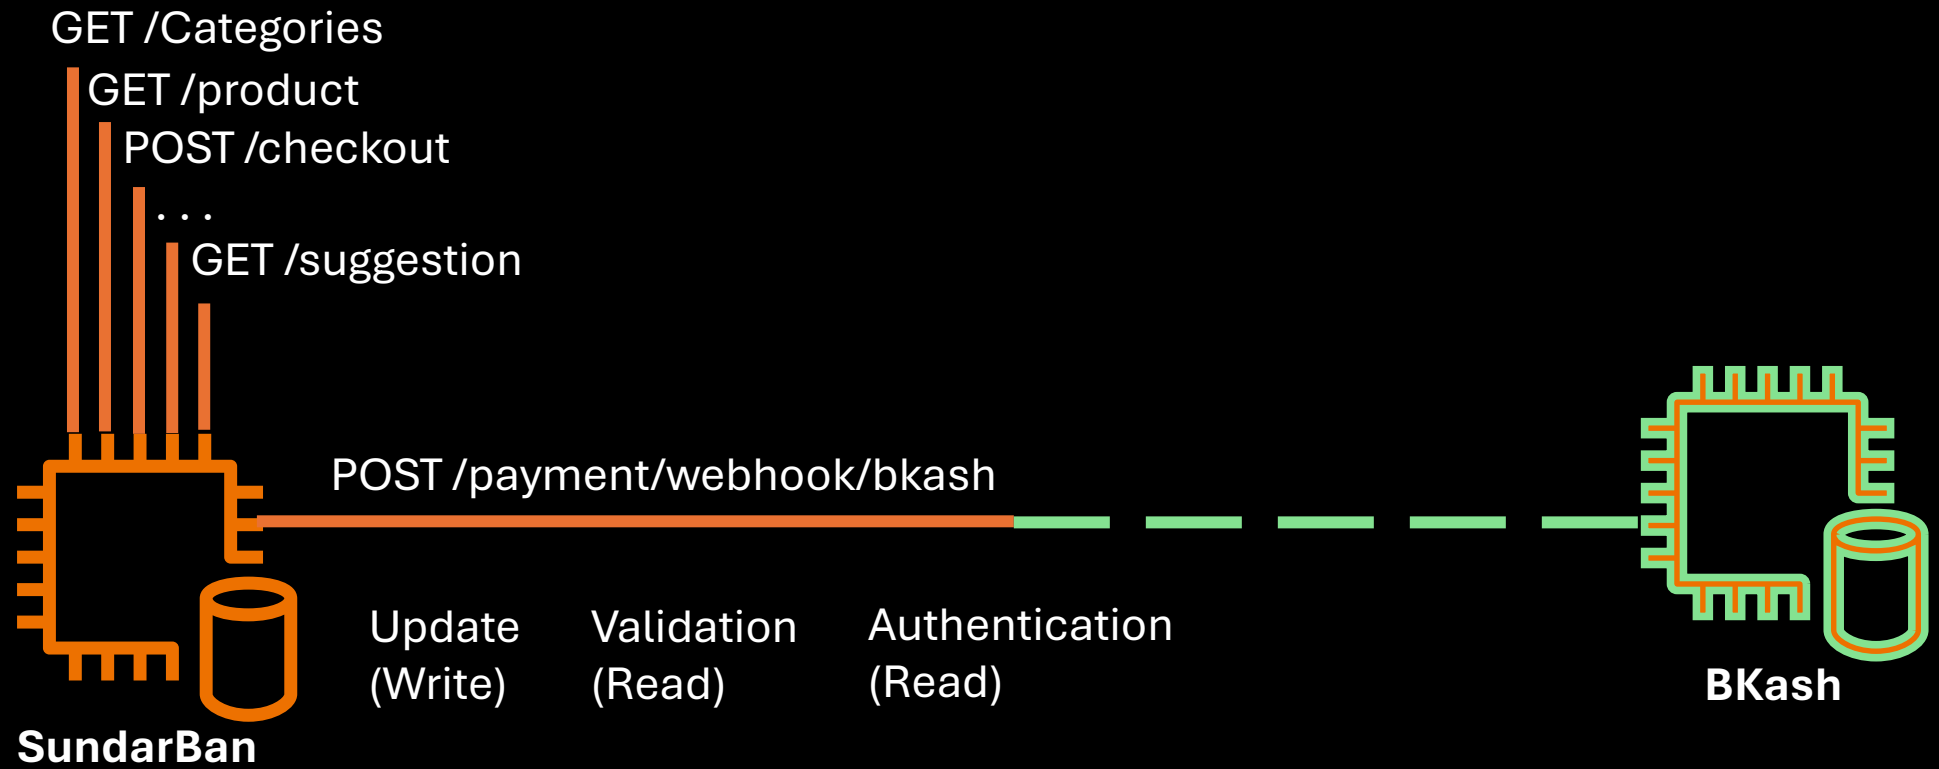 GET /Categories
GET /product
POST /checkout
. . .
GET /suggestion
POST /payment/webhook/bkash
Update
(Write)
Validation
(Read)
Authentication
(Read)
BKash
SundarBan